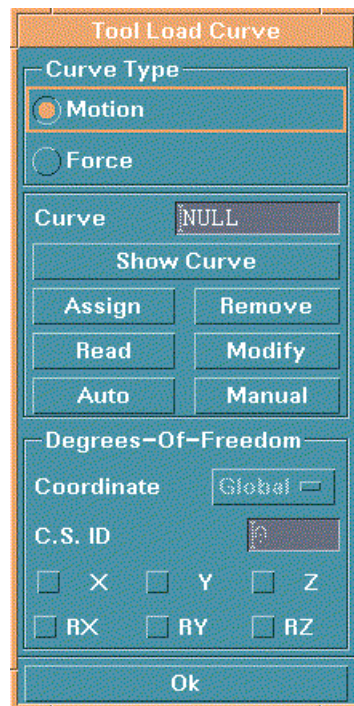 Tool Load Curve
Curve Type
Motion
Force
Curve NULL
Show Curve
Assign Remove
Read Modify
Auto Manual
Degrees-Of-Freedom
Coordinate Global
C.S. ID 0
X Y Z
RX RY RZ
Ok